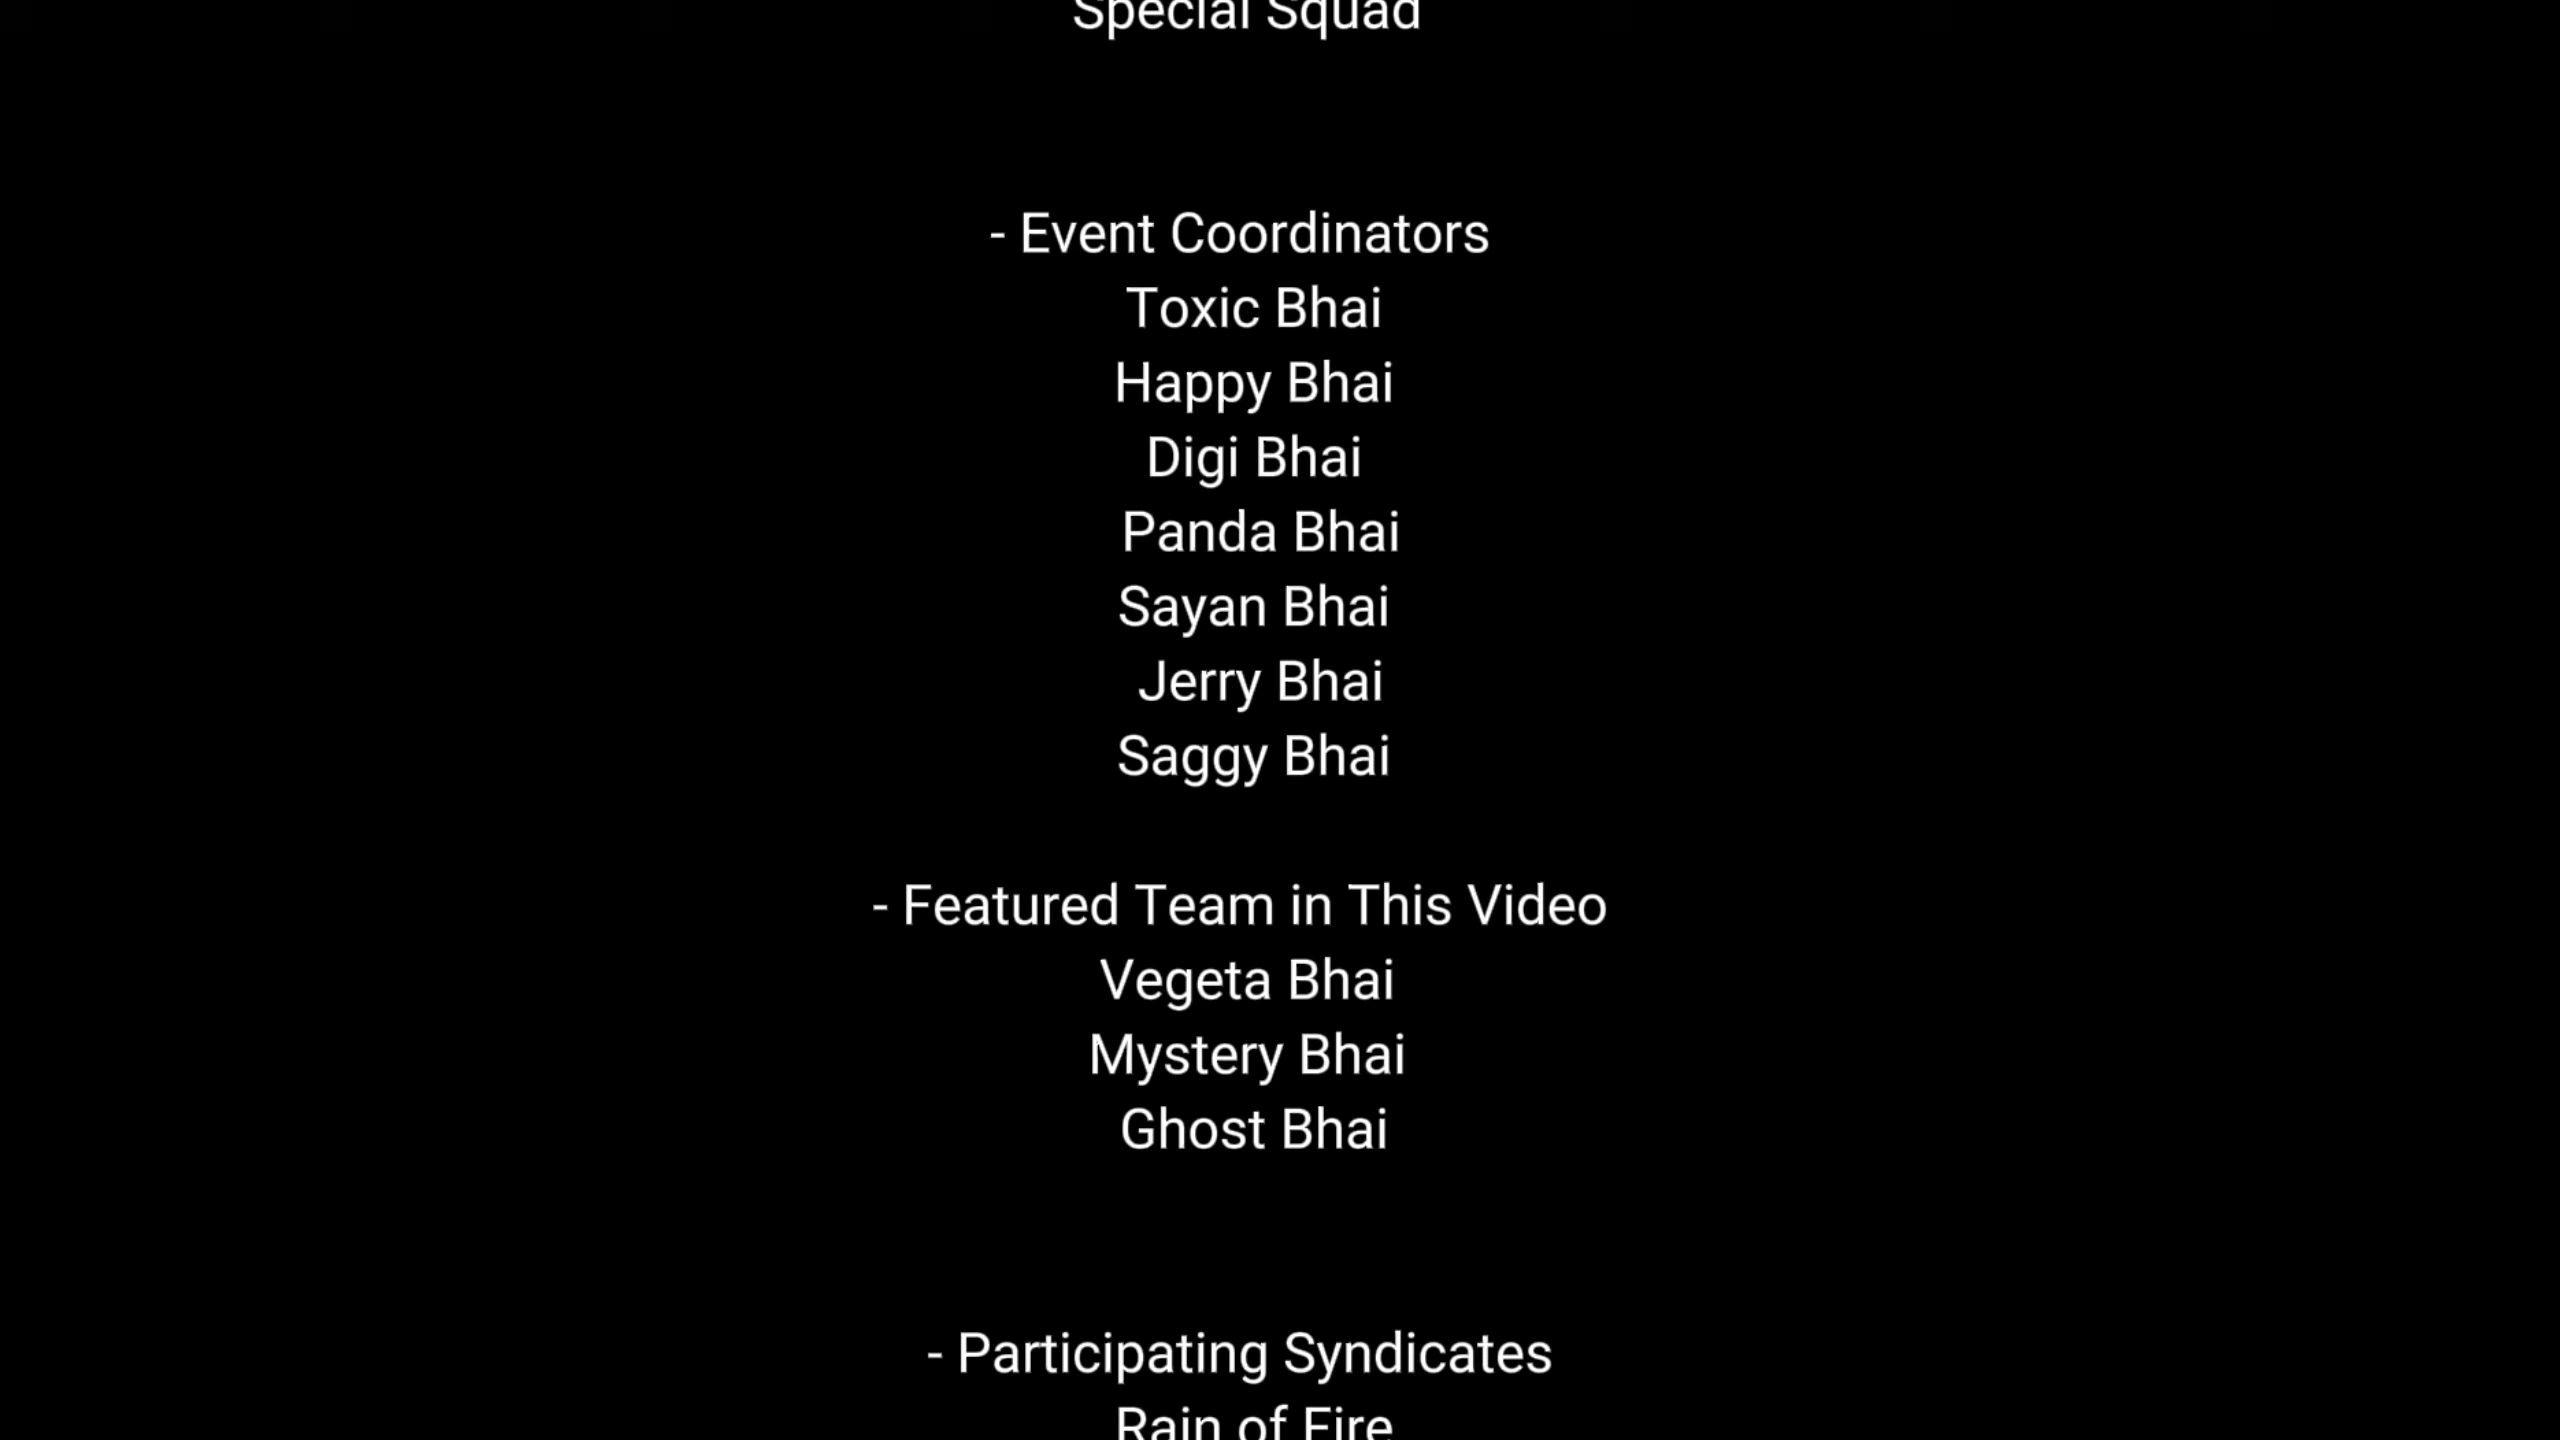 Special Squad
- Event Coordinators
Toxic Bhai
Happy Bhai
Digi Bhai
Panda Bhai
Sayan Bhai
Jerry Bhai
Saggy Bhai
- Featured Team in This Video
Vegeta Bhai
Mystery Bhai
Ghost Bhai
- Participating Syndicates
Rain of Fire